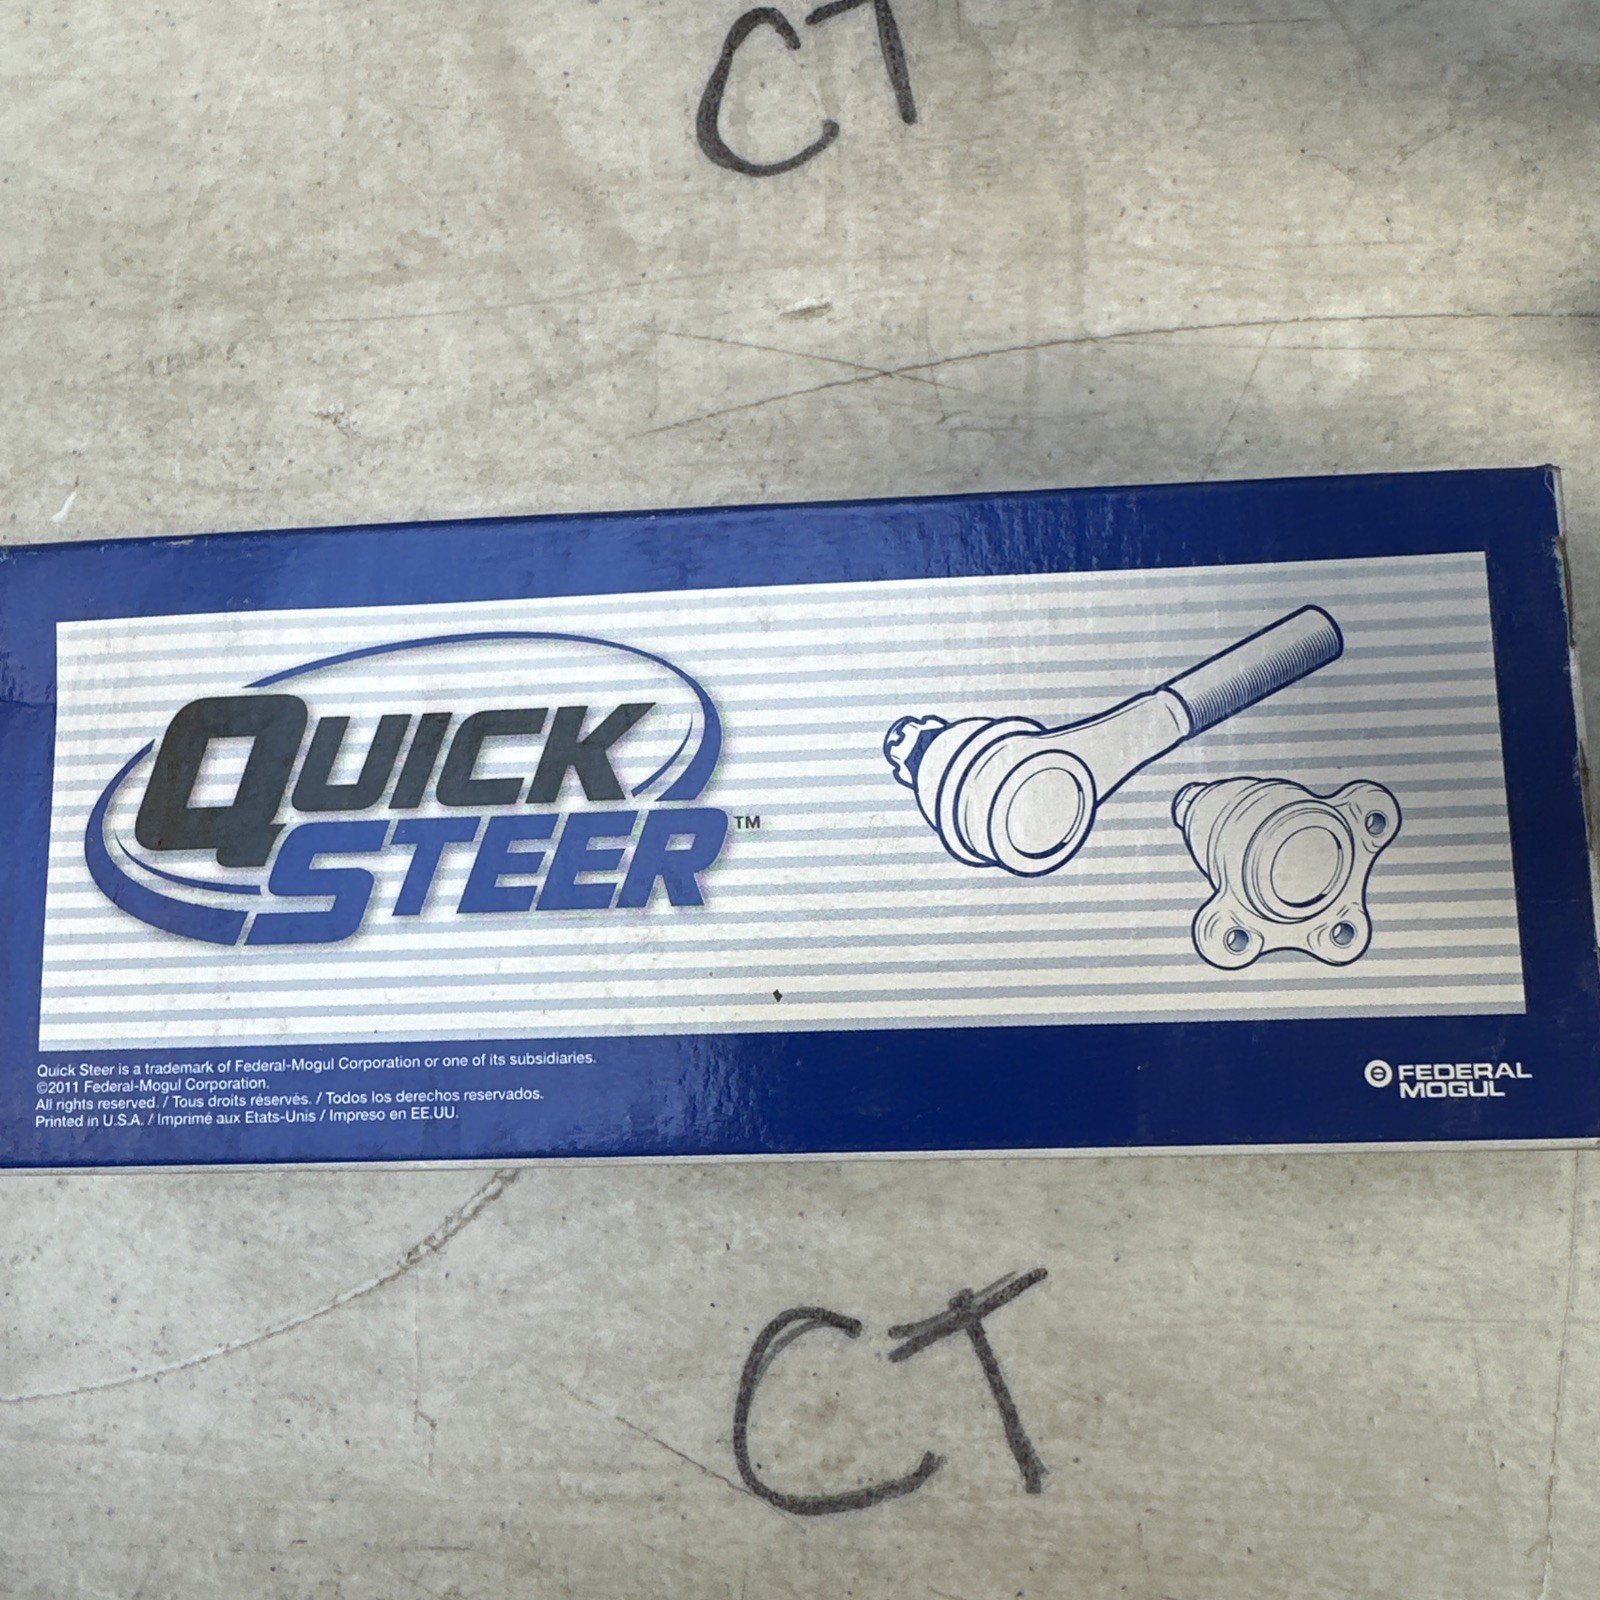 CT
QUICK
STEER™
Quick Steer is a trademark of Federal-Mogul Corporation or one of its subsidiaries.
©2011 Federal-Mogul Corporation.
All rights reserved. / Tous droits réservés. / Todos los derechos reservados.
Printed in U.S.A. / Imprimé aux Etats-Unis / Impreso en EE.UU.
FEDERAL
MOGUL
CT